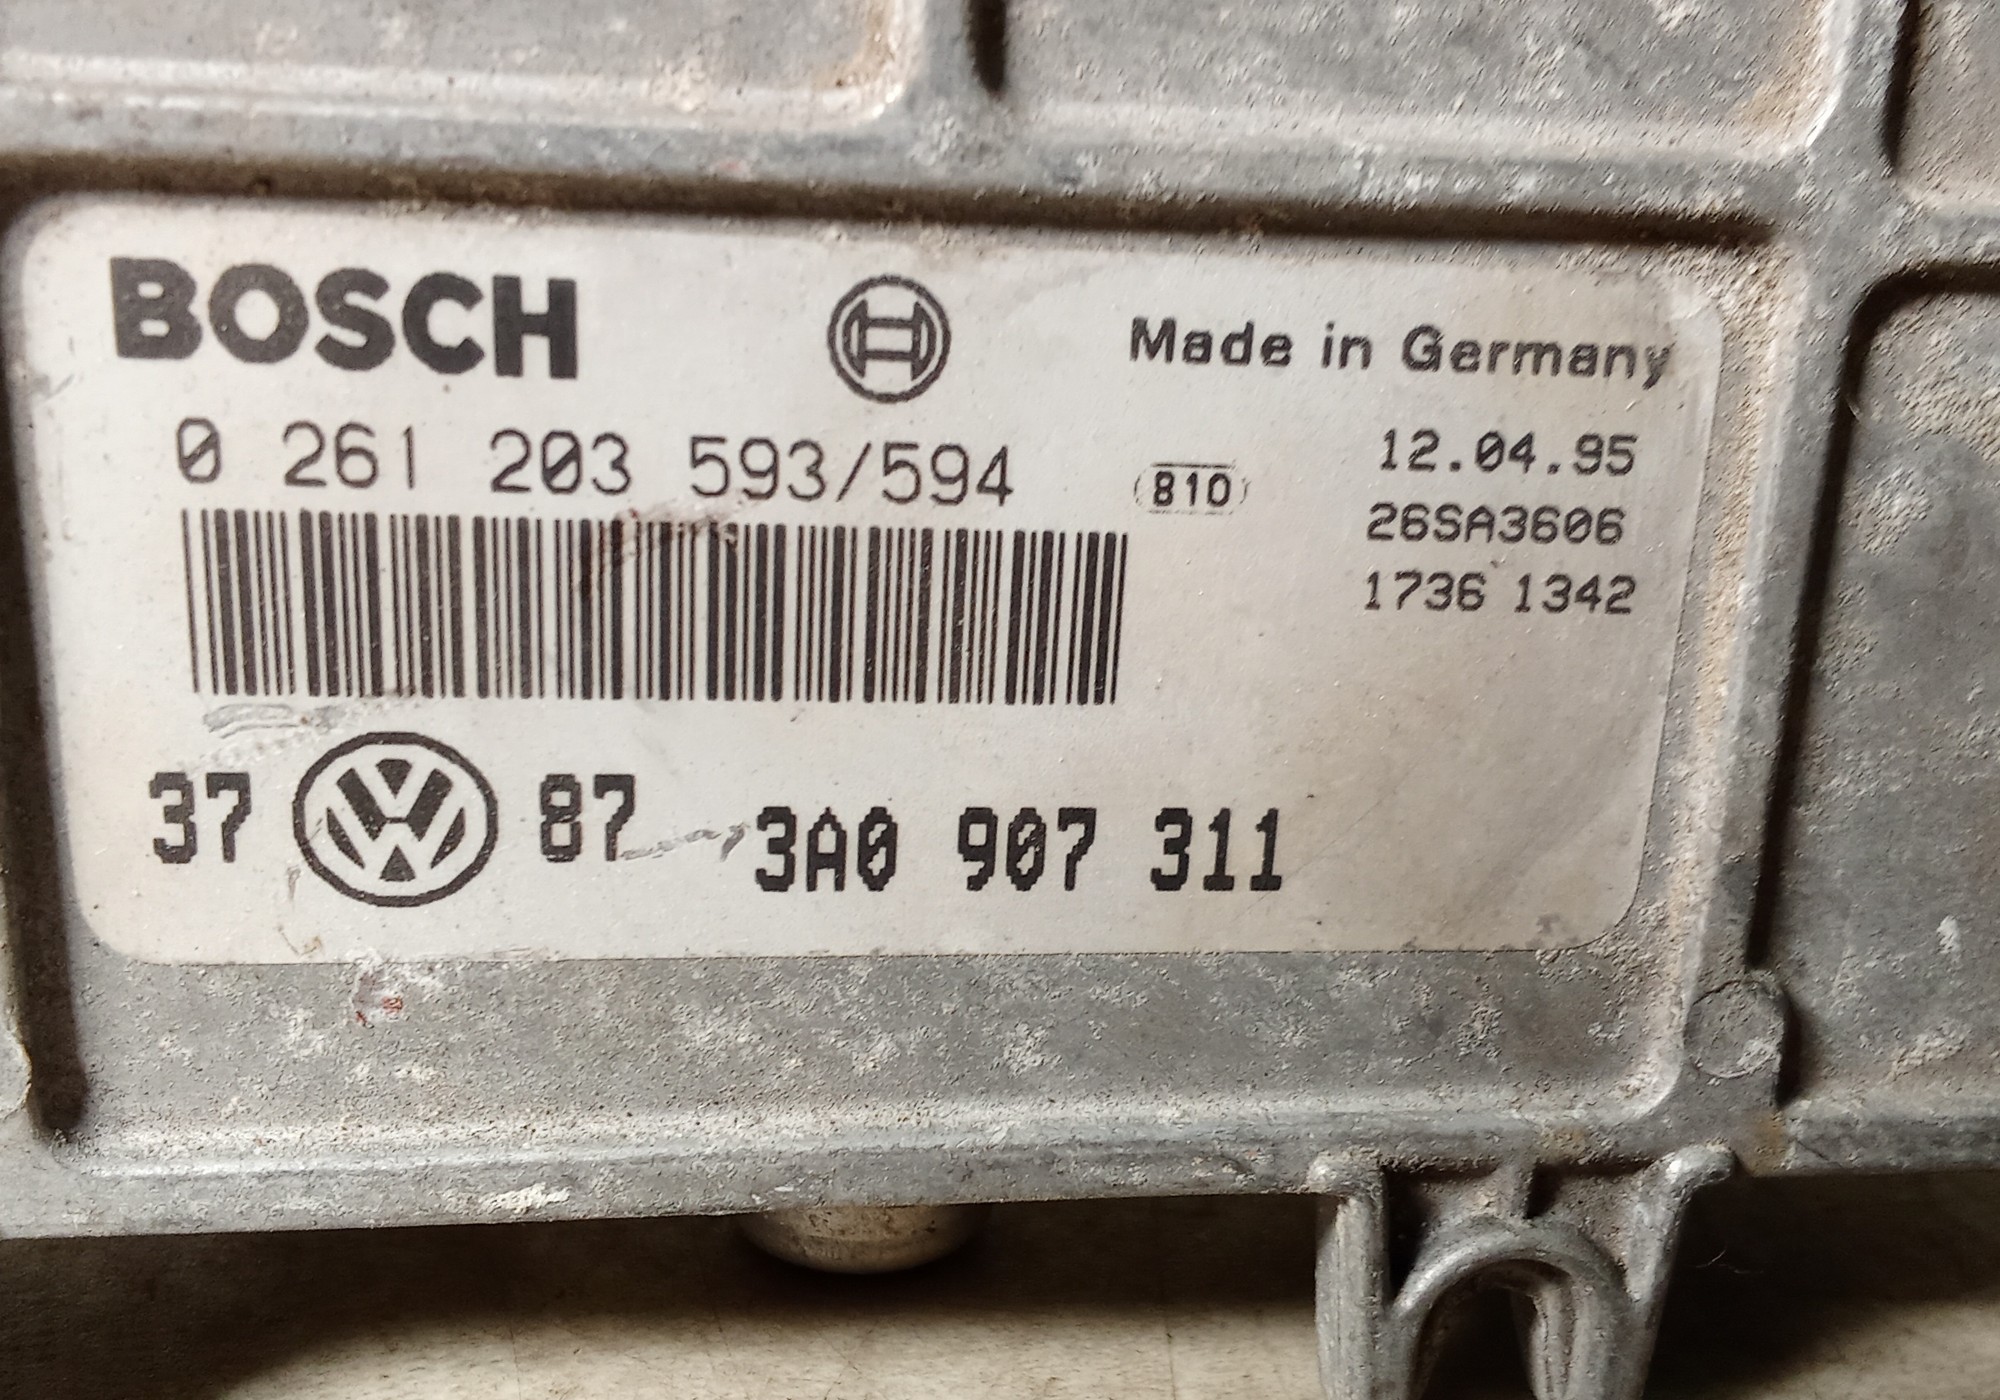 BOSCH
Made in Germany
0 261 203 593/594
810
12.04.95
26SA3606
1736 1342
37 VW 87 3A0 907 311